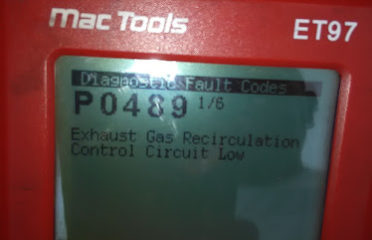 Mac Tools
ET97
Diagnostic Fault Codes
P0489 1/6
Exhaust Gas Recirculation
Control Circuit Low